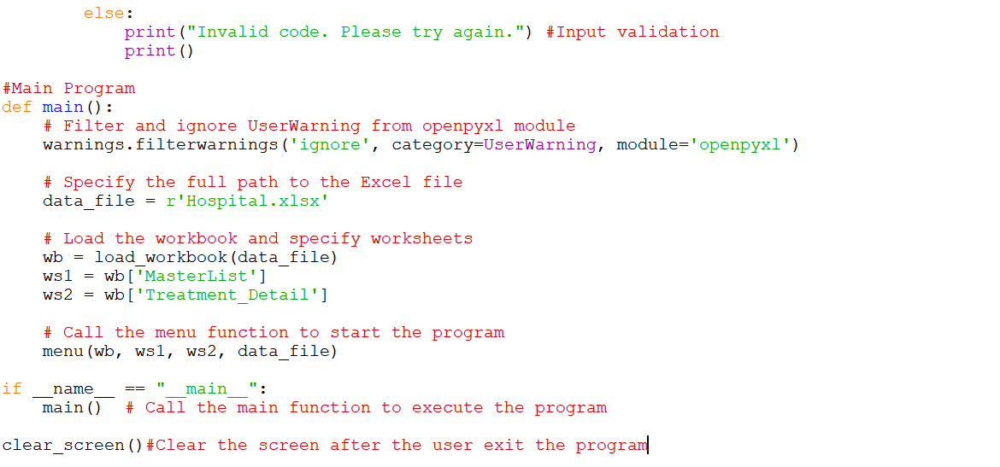 else:
            print("Invalid code. Please try again.") #Input validation
            print()

#Main Program
def main():
    # Filter and ignore UserWarning from openpyxl module
    warnings.filterwarnings('ignore', category=UserWarning, module='openpyxl')

    # Specify the full path to the Excel file
    data_file = r'Hospital.xlsx'

    # Load the workbook and specify worksheets
    wb = load_workbook(data_file)
    ws1 = wb['MasterList']
    ws2 = wb['Treatment_Detail']

    # Call the menu function to start the program
    menu(wb, ws1, ws2, data_file)

if __name__ == "__main__":
    main()  # Call the main function to execute the program

clear_screen()#Clear the screen after the user exit the program